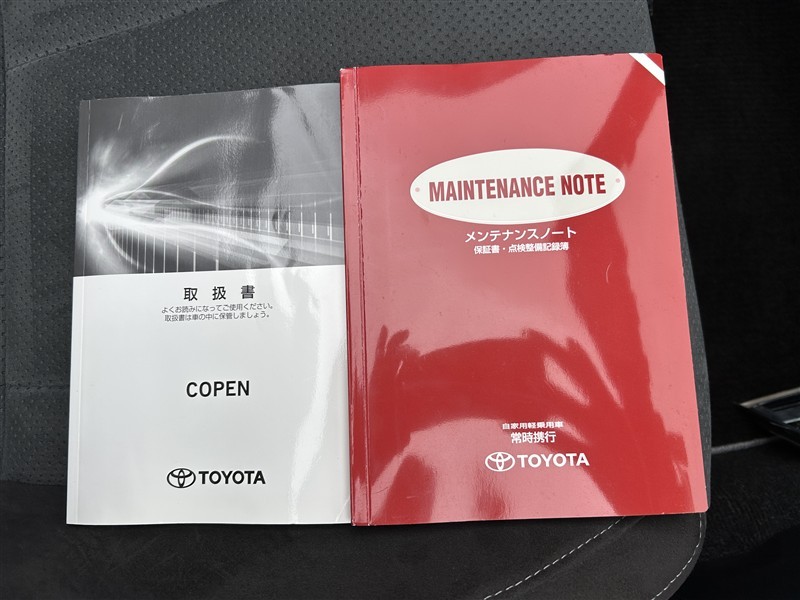 取扱書
よくお読みになってご使用ください。
取扱書は車の中に保管しましょう。
COPEN
TOYOTA
MAINTENANCE NOTE
メンテナンスノート
保証書・点検整備記録簿
自家用軽乗用車
常時携行
TOYOTA